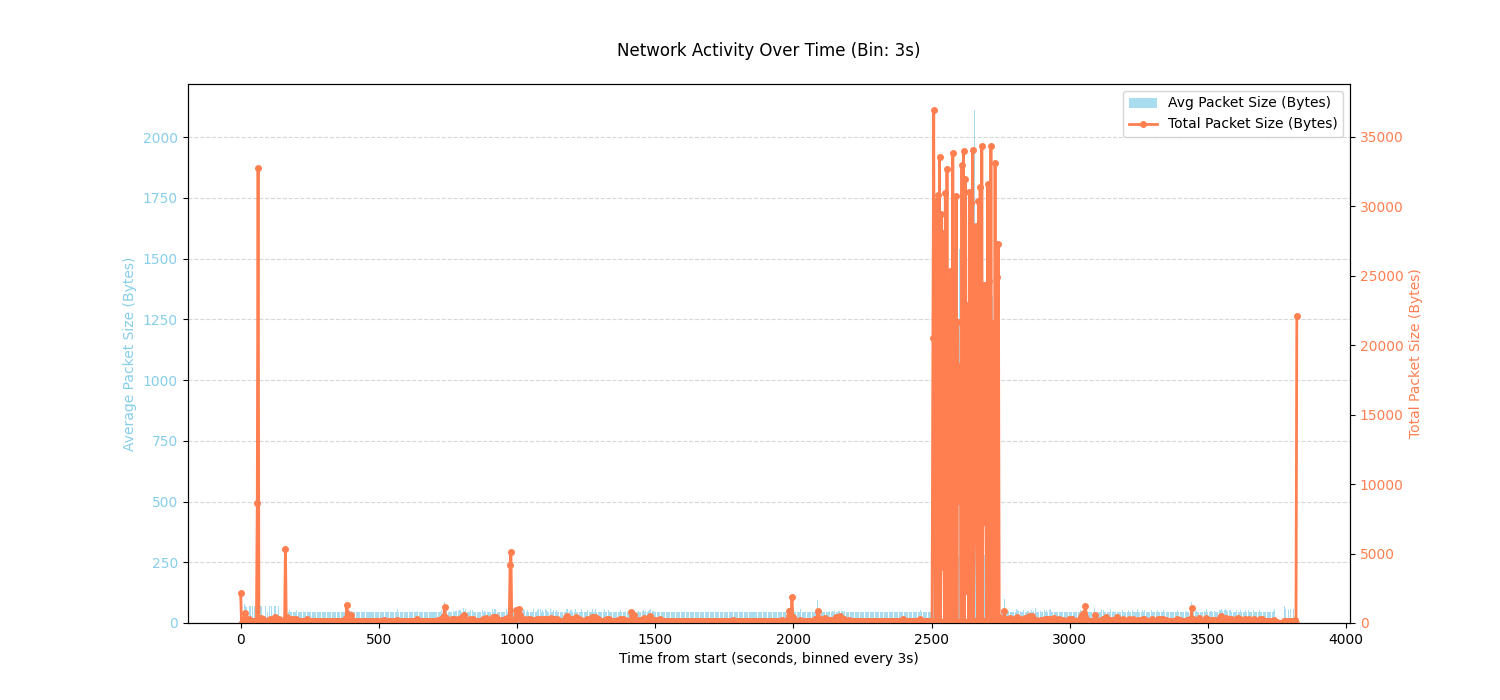 Network Activity Over Time (Bin: 3s)
Avg Packet Size (Bytes)
Total Packet Size (Bytes)
2000
1750
1500
1250
1000
750
500
250
0
Average Packet Size (Bytes)
35000
30000
25000
20000
15000
10000
5000
0
Total Packet Size (Bytes)
0 500 1000 1500 2000 2500 3000 3500 4000
Time from start (seconds, binned every 3s)